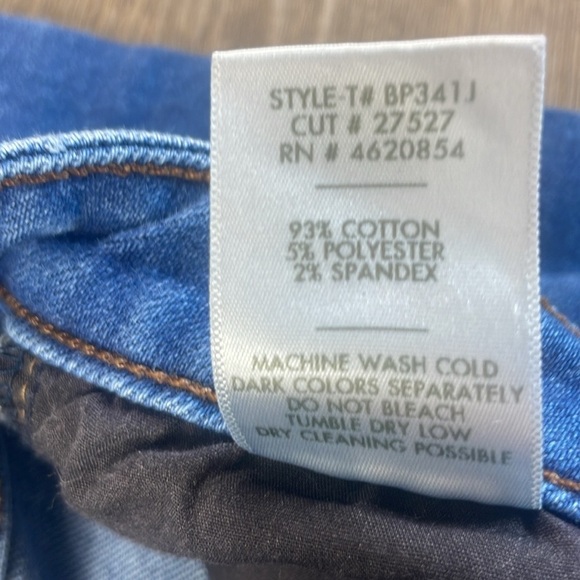 STYLE-T# BP341J
CUT # 27527
RN # 4620854
93% COTTON
5% POLYESTER
2% SPANDEX
MACHINE WASH COLD
DARK COLORS SEPARATELY
DO NOT BLEACH
TUMBLE DRY LOW
DRY CLEANING POSSIBLE